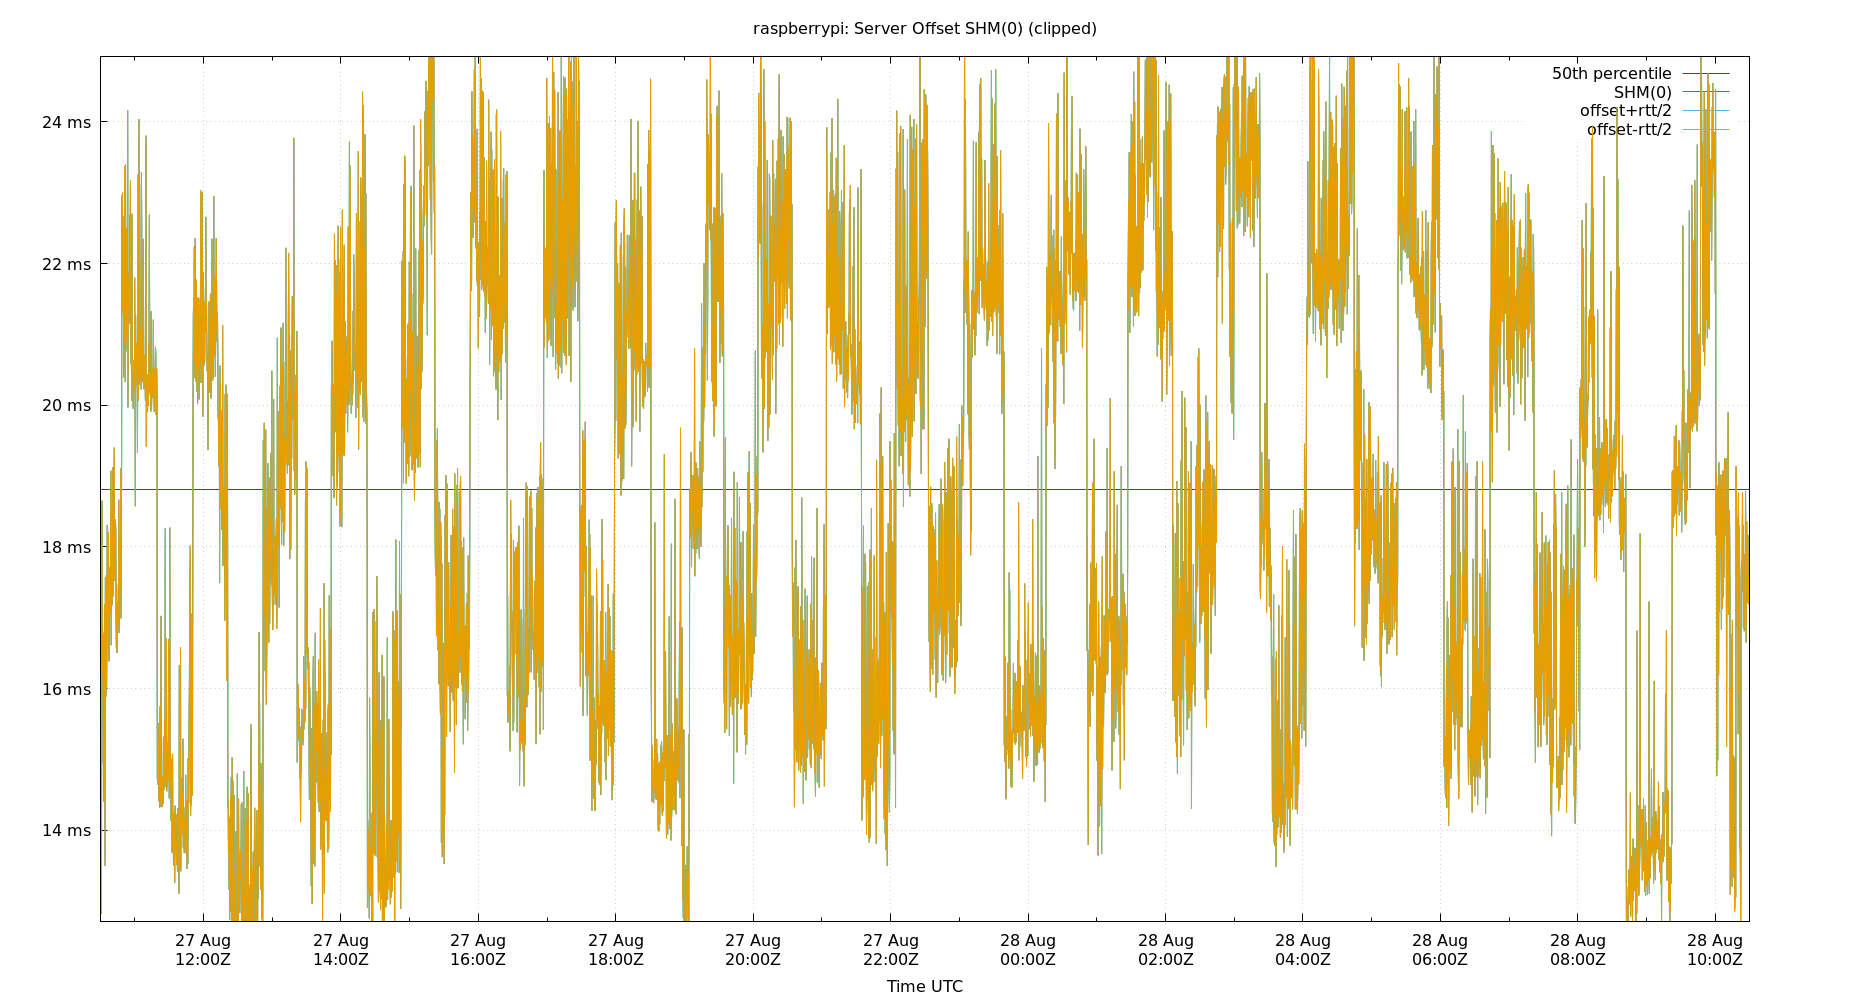 raspberrypi: Server Offset SHM(0) (clipped)
50th percentile
SHM(0)
offset+rtt/2
offset-rtt/2
24 ms
22 ms
20 ms
18 ms
16 ms
14 ms
27 Aug 27 Aug 27 Aug 27 Aug 27 Aug 27 Aug 28 Aug 28 Aug 28 Aug 28 Aug 28 Aug 28 Aug
12:00Z 14:00Z 16:00Z 18:00Z 20:00Z 22:00Z 00:00Z 02:00Z 04:00Z 06:00Z 08:00Z 10:00Z
Time UTC